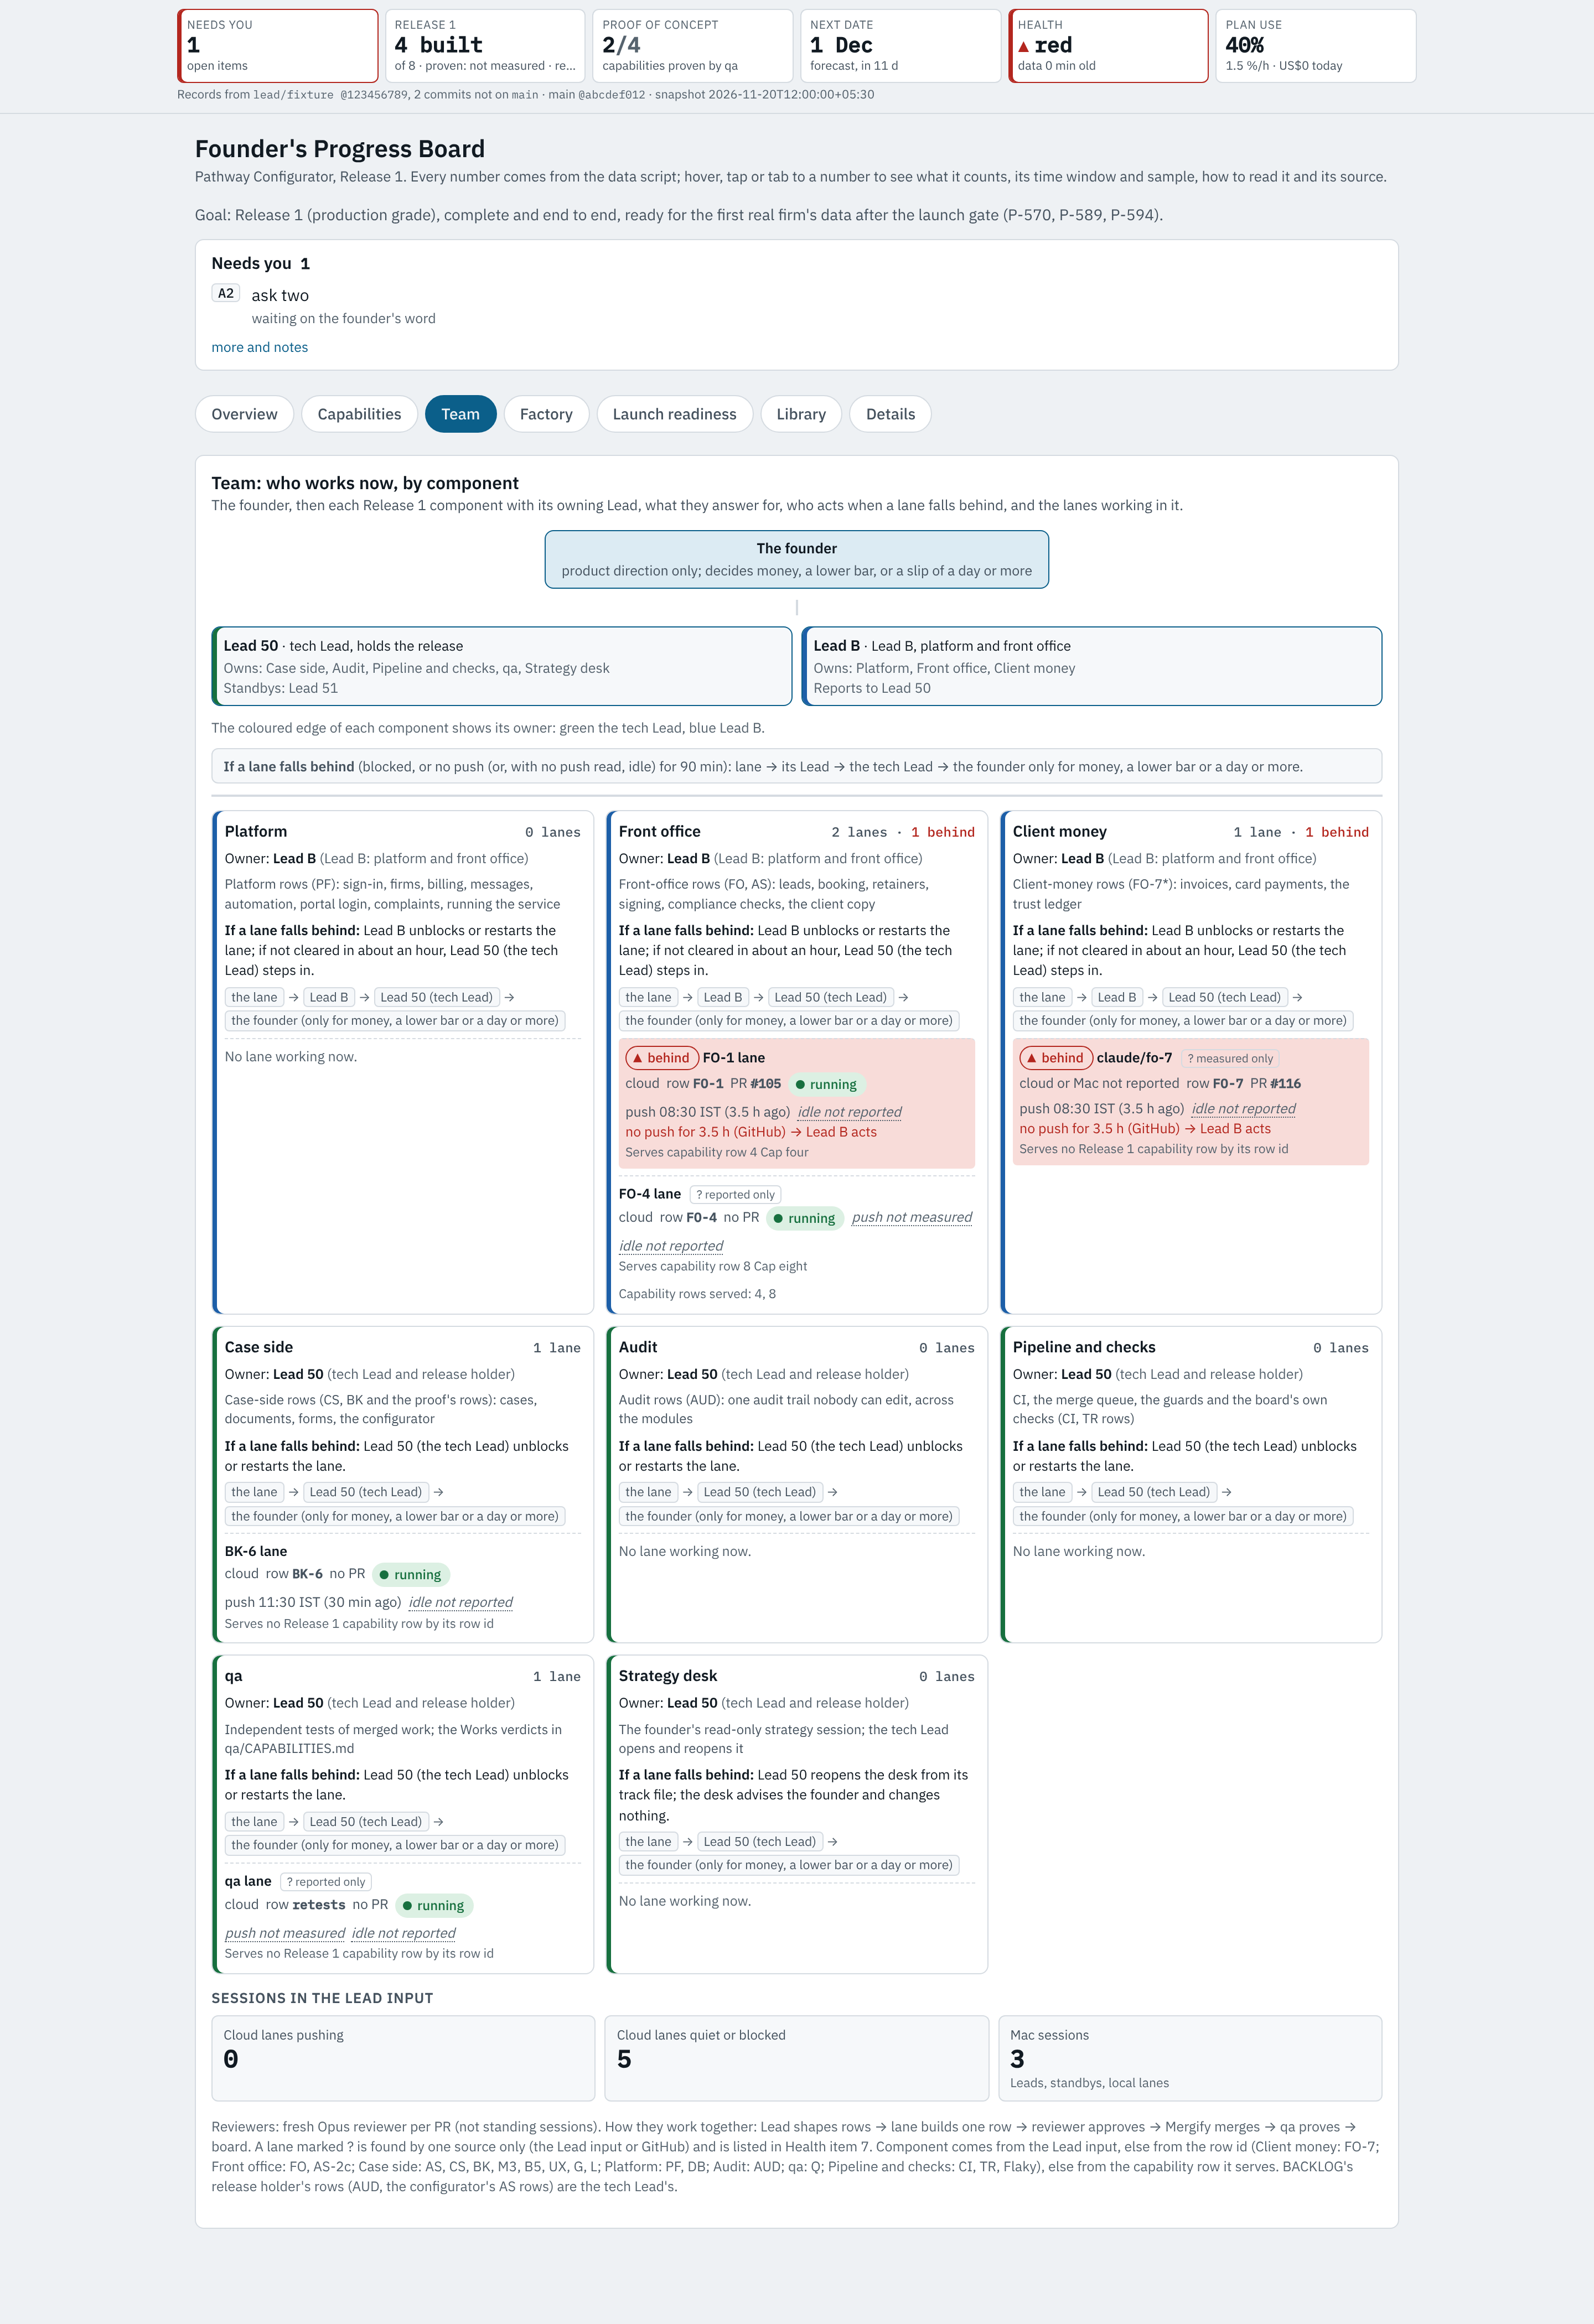 NEEDS YOU
1
open items
RELEASE 1
4 built
of 8 · proven: not measured · re…
PROOF OF CONCEPT
2/4
capabilities proven by qa
NEXT DATE
1 Dec
forecast, in 11 d
HEALTH
▲ red
data 0 min old
PLAN USE
40%
1.5 %/h · US$0 today
Records from lead/fixture @123456789, 2 commits not on main · main @abcdef012 · snapshot 2026-11-20T12:00:00+05:30
Founder's Progress Board
Pathway Configurator, Release 1. Every number comes from the data script; hover, tap or tab to a number to see what it counts, its time window and sample, how to read it and its source.
Goal: Release 1 (production grade), complete and end to end, ready for the first real firm's data after the launch gate (P-570, P-589, P-594).
Needs you 1
A2 ask two
waiting on the founder's word
more and notes
Overview Capabilities Team Factory Launch readiness Library Details
Team: who works now, by component
The founder, then each Release 1 component with its owning Lead, what they answer for, who acts when a lane falls behind, and the lanes working in it.
The founder
product direction only; decides money, a lower bar, or a slip of a day or more
Lead 50 · tech Lead, holds the release
Owns: Case side, Audit, Pipeline and checks, qa, Strategy desk
Standbys: Lead 51
Lead B · Lead B, platform and front office
Owns: Platform, Front office, Client money
Reports to Lead 50
The coloured edge of each component shows its owner: green the tech Lead, blue Lead B.
If a lane falls behind (blocked, or no push (or, with no push read, idle) for 90 min): lane → its Lead → the tech Lead → the founder only for money, a lower bar or a day or more.
Platform 0 lanes
Owner: Lead B (Lead B: platform and front office)
Platform rows (PF): sign-in, firms, billing, messages,
automation, portal login, complaints, running the service
If a lane falls behind: Lead B unblocks or restarts the
lane; if not cleared in about an hour, Lead 50 (the tech
Lead) steps in.
the lane → Lead B → Lead 50 (tech Lead) →
the founder (only for money, a lower bar or a day or more)
No lane working now.
Front office 2 lanes · 1 behind
Owner: Lead B (Lead B: platform and front office)
Front-office rows (FO, AS): leads, booking, retainers,
signing, compliance checks, the client copy
If a lane falls behind: Lead B unblocks or restarts the
lane; if not cleared in about an hour, Lead 50 (the tech
Lead) steps in.
the lane → Lead B → Lead 50 (tech Lead) →
the founder (only for money, a lower bar or a day or more)
▲ behind FO-1 lane
cloud row FO-1 PR #105 ● running
push 08:30 IST (3.5 h ago) idle not reported
no push for 3.5 h (GitHub) → Lead B acts
Serves capability row 4 Cap four
FO-4 lane ? reported only
cloud row FO-4 no PR ● running push not measured
idle not reported
Serves capability row 8 Cap eight
Capability rows served: 4, 8
Client money 1 lane · 1 behind
Owner: Lead B (Lead B: platform and front office)
Client-money rows (FO-7*): invoices, card payments, the
trust ledger
If a lane falls behind: Lead B unblocks or restarts the
lane; if not cleared in about an hour, Lead 50 (the tech
Lead) steps in.
the lane → Lead B → Lead 50 (tech Lead) →
the founder (only for money, a lower bar or a day or more)
▲ behind claude/fo-7 ? measured only
cloud or Mac not reported row FO-7 PR #116
push 08:30 IST (3.5 h ago) idle not reported
no push for 3.5 h (GitHub) → Lead B acts
Serves no Release 1 capability row by its row id
Case side 1 lane
Owner: Lead 50 (tech Lead and release holder)
Case-side rows (CS, BK and the proof's rows): cases,
documents, forms, the configurator
If a lane falls behind: Lead 50 (the tech Lead) unblocks
or restarts the lane.
the lane → Lead 50 (tech Lead) →
the founder (only for money, a lower bar or a day or more)
BK-6 lane
cloud row BK-6 no PR ● running
push 11:30 IST (30 min ago) idle not reported
Serves no Release 1 capability row by its row id
Audit 0 lanes
Owner: Lead 50 (tech Lead and release holder)
Audit rows (AUD): one audit trail nobody can edit, across
the modules
If a lane falls behind: Lead 50 (the tech Lead) unblocks
or restarts the lane.
the lane → Lead 50 (tech Lead) →
the founder (only for money, a lower bar or a day or more)
No lane working now.
Pipeline and checks 0 lanes
Owner: Lead 50 (tech Lead and release holder)
CI, the merge queue, the guards and the board's own
checks (CI, TR rows)
If a lane falls behind: Lead 50 (the tech Lead) unblocks
or restarts the lane.
the lane → Lead 50 (tech Lead) →
the founder (only for money, a lower bar or a day or more)
No lane working now.
qa 1 lane
Owner: Lead 50 (tech Lead and release holder)
Independent tests of merged work; the Works verdicts in
qa/CAPABILITIES.md
If a lane falls behind: Lead 50 (the tech Lead) unblocks
or restarts the lane.
the lane → Lead 50 (tech Lead) →
the founder (only for money, a lower bar or a day or more)
qa lane ? reported only
cloud row retests no PR ● running
push not measured idle not reported
Serves no Release 1 capability row by its row id
Strategy desk 0 lanes
Owner: Lead 50 (tech Lead and release holder)
The founder's read-only strategy session; the tech Lead
opens and reopens it
If a lane falls behind: Lead 50 reopens the desk from its
track file; the desk advises the founder and changes
nothing.
the lane → Lead 50 (tech Lead) →
the founder (only for money, a lower bar or a day or more)
No lane working now.
SESSIONS IN THE LEAD INPUT
Cloud lanes pushing
0
Cloud lanes quiet or blocked
5
Mac sessions
3
Leads, standbys, local lanes
Reviewers: fresh Opus reviewer per PR (not standing sessions). How they work together: Lead shapes rows → lane builds one row → reviewer approves → Mergify merges → qa proves →
board. A lane marked ? is found by one source only (the Lead input or GitHub) and is listed in Health item 7. Component comes from the Lead input, else from the row id (Client money: FO-7;
Front office: FO, AS-2c; Case side: AS, CS, BK, M3, B5, UX, G, L; Platform: PF, DB; Audit: AUD; qa: Q; Pipeline and checks: CI, TR, Flaky), else from the capability row it serves. BACKLOG's
release holder's rows (AUD, the configurator's AS rows) are the tech Lead's.